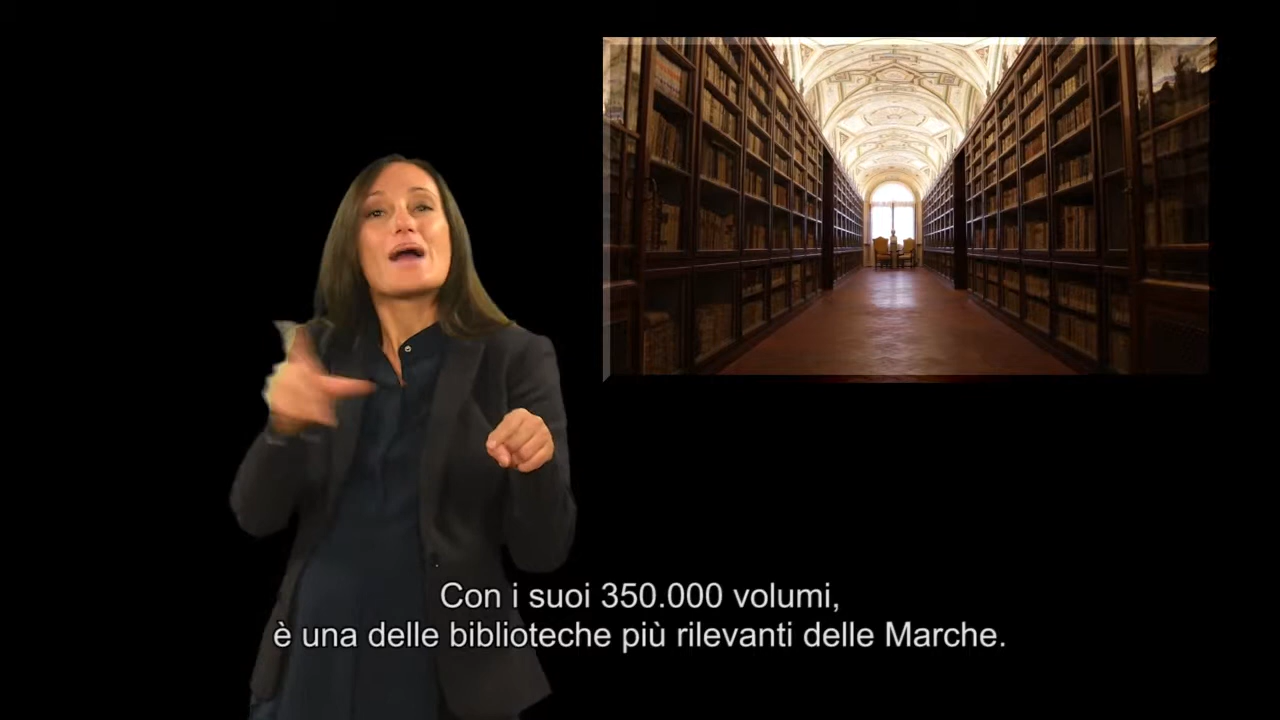 Con i suoi 350.000 volumi,
è una delle biblioteche più rilevanti delle Marche.